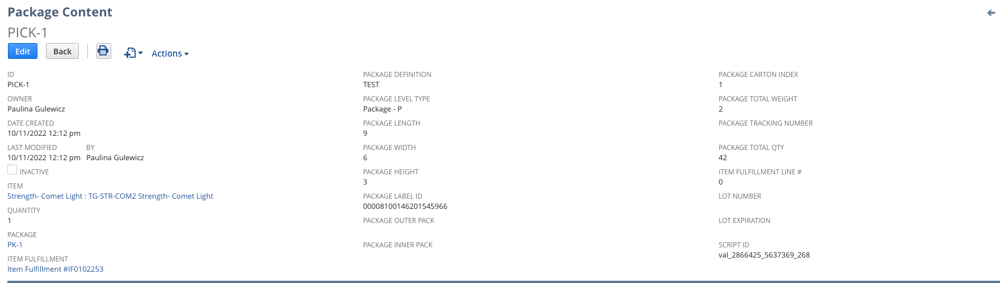 Package Content
PICK-1
Edit
Back
Actions
ID
PICK-1
OWNER
Paulina Gulewicz
DATE CREATED
10/11/2022 12:12 pm
LAST MODIFIED BY
10/11/2022 12:12 pm Paulina Gulewicz
INACTIVE
ITEM
Strength- Comet Light : TG-STR-COM2 Strength- Comet Light
QUANTITY
1
PACKAGE
PK-1
ITEM FULFILLMENT
Item Fulfillment #IF0102253
PACKAGE DEFINITION
TEST
PACKAGE LEVEL TYPE
Package - P
PACKAGE LENGTH
9
PACKAGE WIDTH
6
PACKAGE HEIGHT
3
PACKAGE LABEL ID
00008100146201545966
PACKAGE OUTER PACK
PACKAGE INNER PACK
PACKAGE CARTON INDEX
1
PACKAGE TOTAL WEIGHT
2
PACKAGE TRACKING NUMBER
PACKAGE TOTAL QTY
42
ITEM FULFILLMENT LINE #
0
LOT NUMBER
LOT EXPIRATION
SCRIPT ID
val_2866425_5637369_268